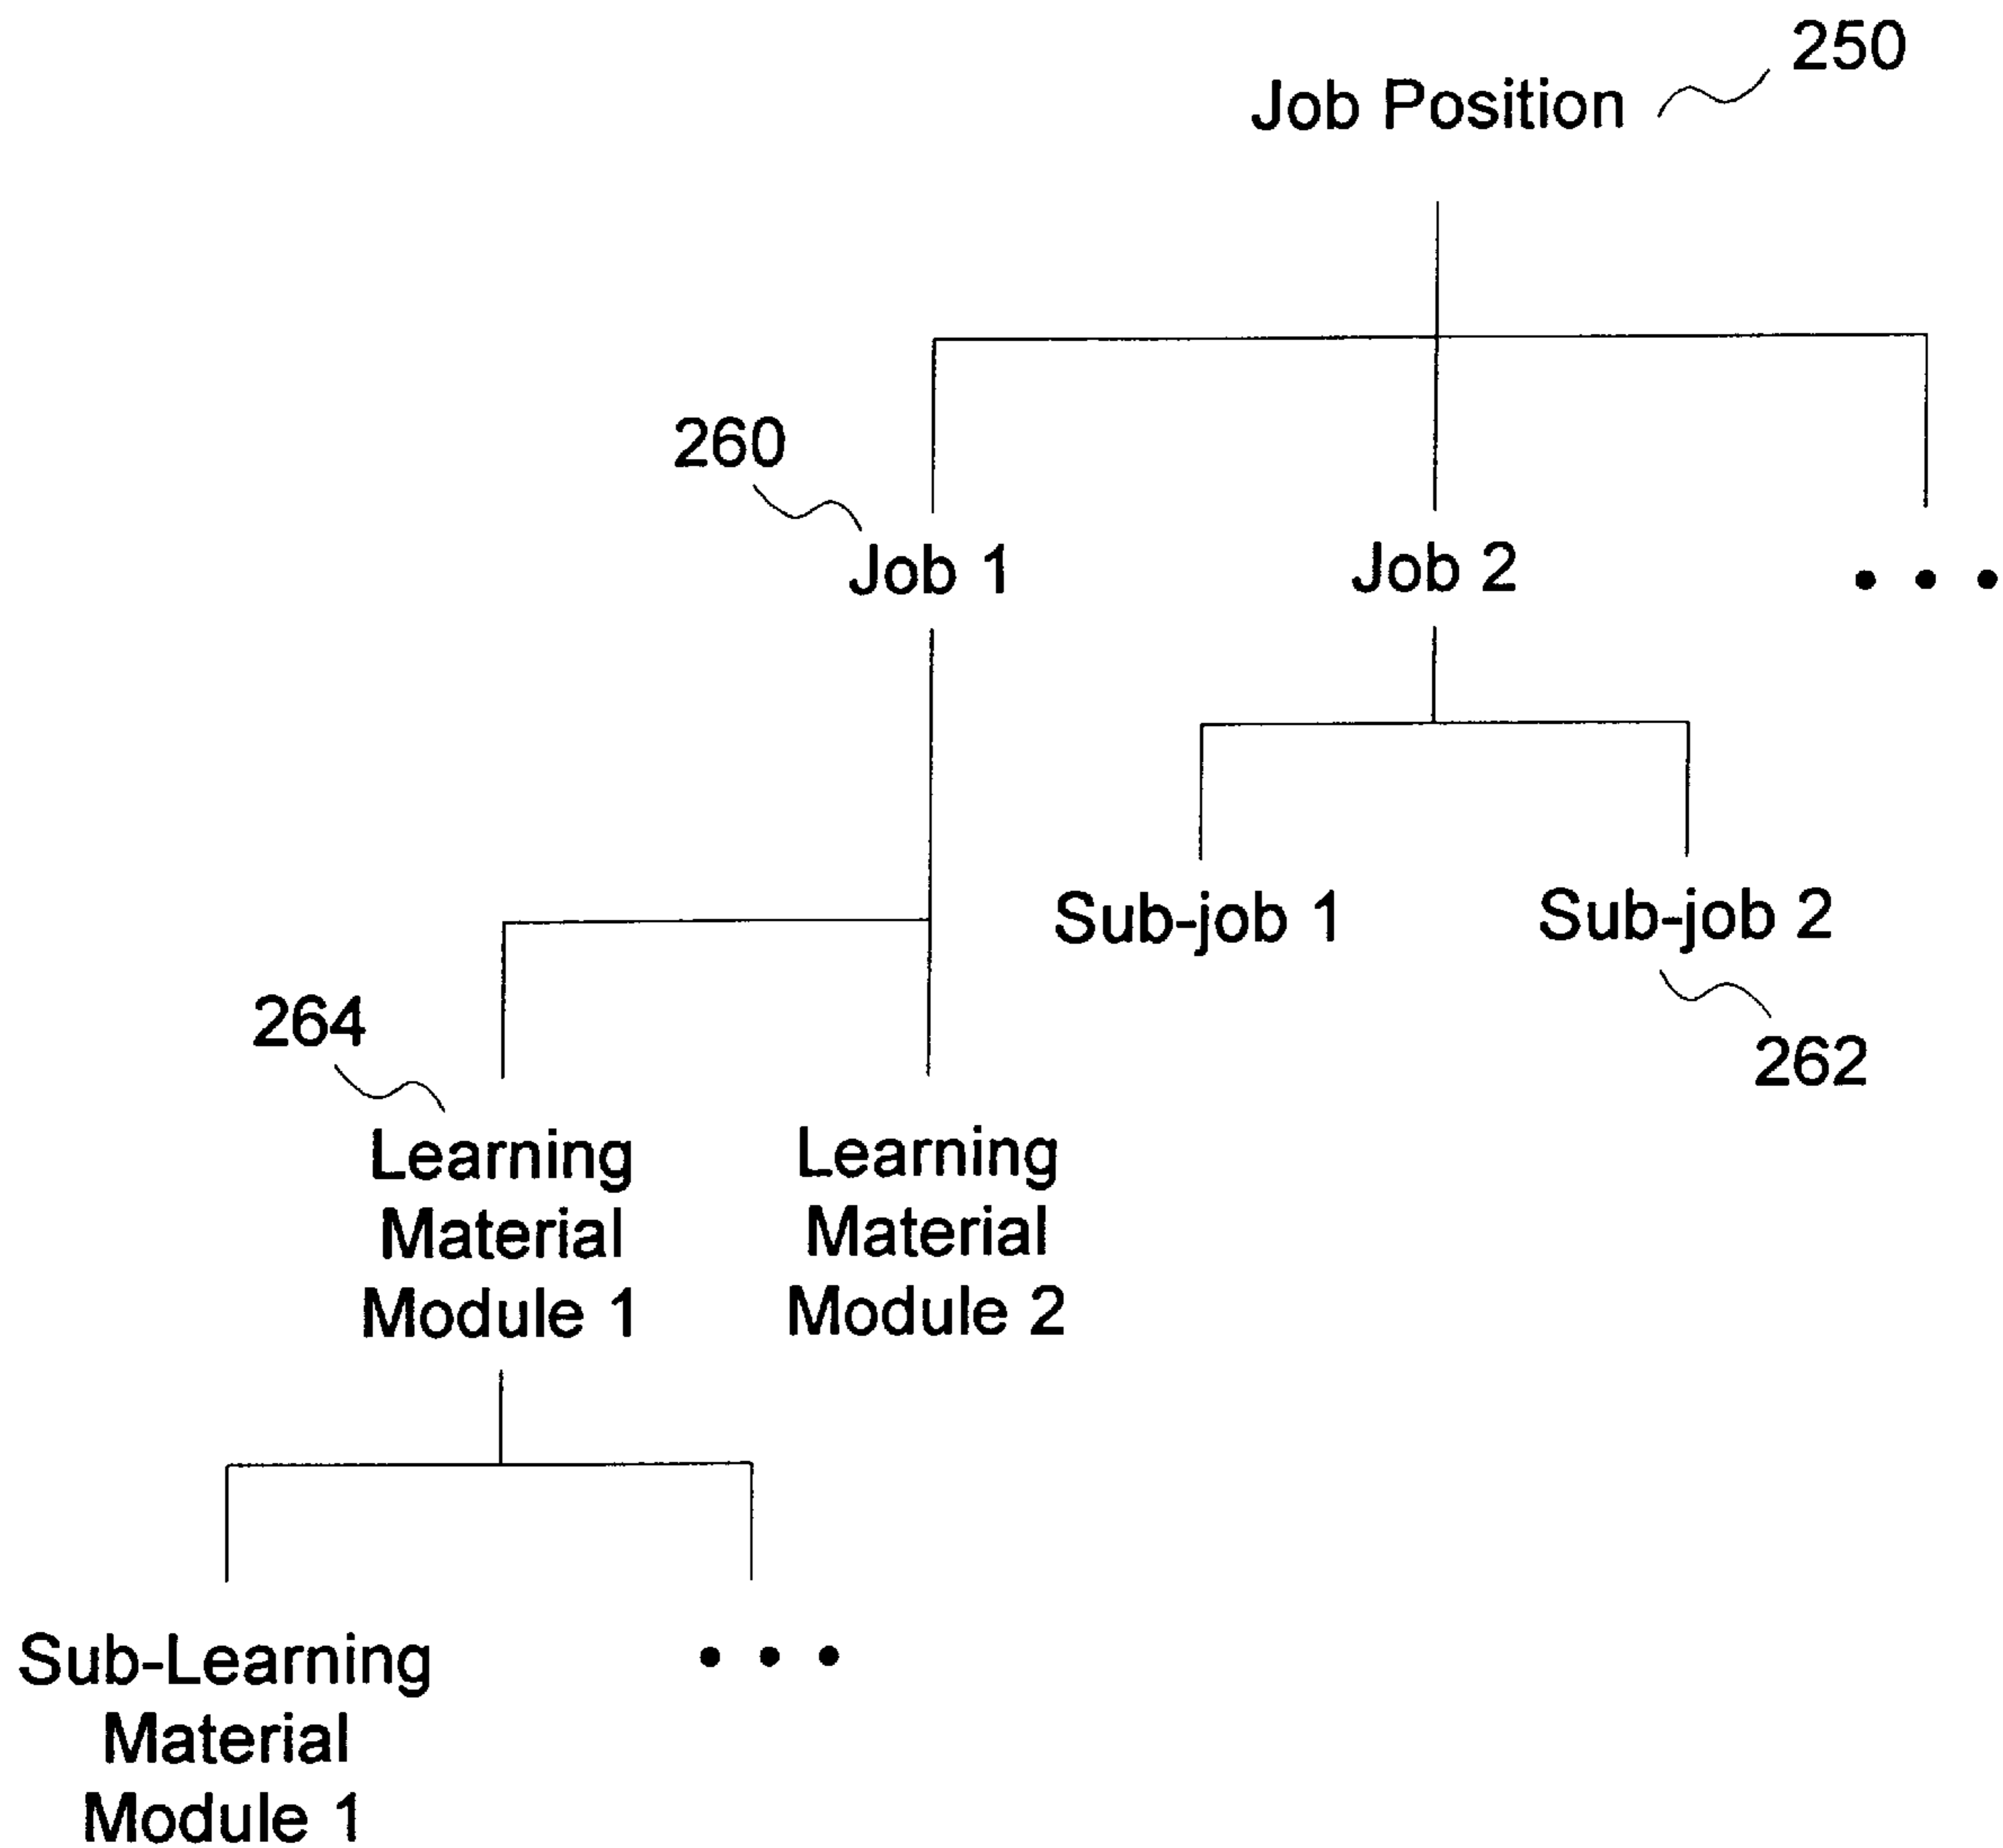 250
Job Position
260
Job 1
Job 2
• • •
Sub-job 1
Sub-job 2
264
262
Learning
Material
Module 1
Learning
Material
Module 2
Sub-Learning
Material
Module 1
• • •